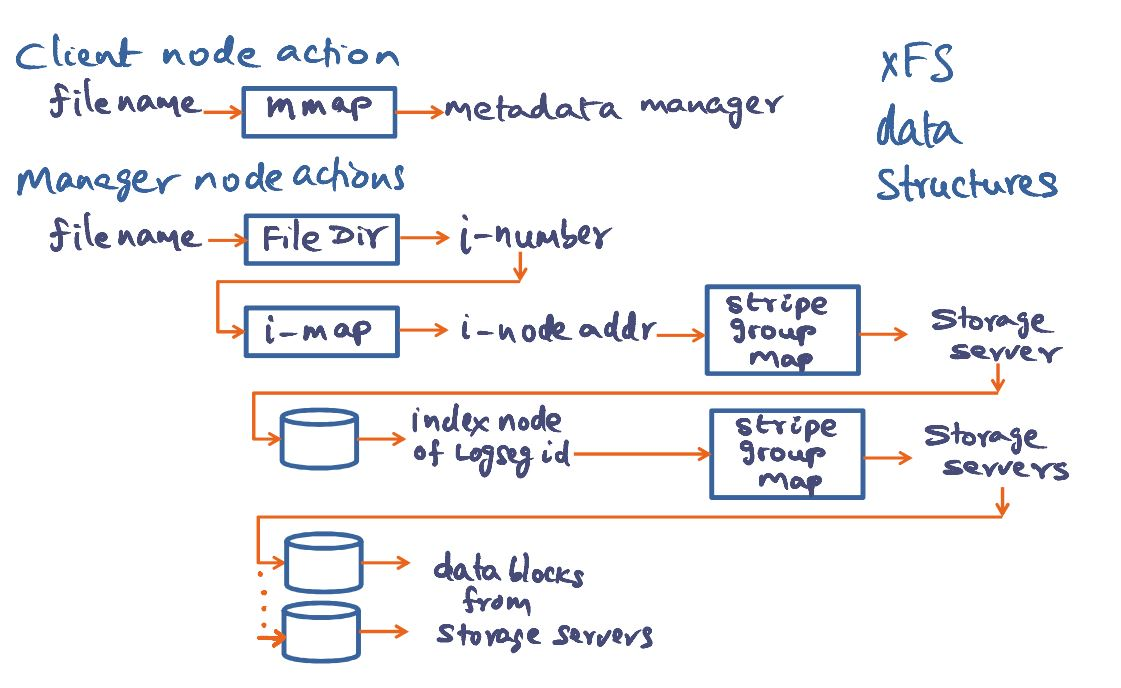 Client node action
filename mmap metadata manager
xFS
data
Structures
Manager node actions
filename File Dir i-number
i-map i-node addr
stripe
group
map
Storage
server
index node
of Logseg id
stripe
group
map
Storage
servers
data blocks
from
storage servers